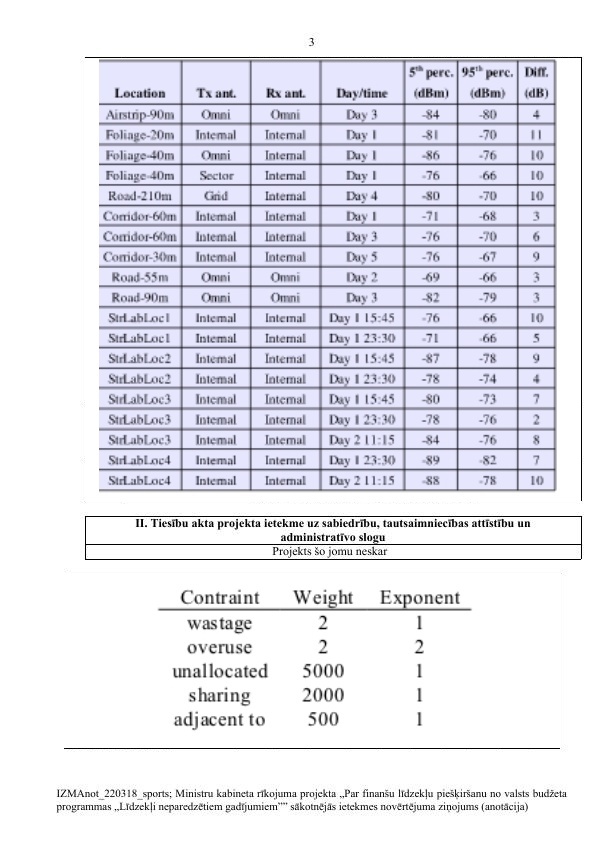 3
5th perc. 95th perc. Diff.
Location Tx ant. Rx ant. Day/time (dBm) (dBm) (dB)
Airstrip-90m Omni Omni Day 3 -84 -80 4
Foliage-20m Internal Internal Day 1 -81 -70 11
Foliage-40m Omni Internal Day 1 -86 -76 10
Foliage-40m Sector Internal Day 1 -76 -66 10
Road-210m Grid Internal Day 4 -80 -70 10
Corridor-60m Internal Internal Day 1 -71 -68 3
Corridor-60m Internal Internal Day 3 -76 -70 6
Corridor-30m Internal Internal Day 5 -76 -67 9
Road-55m Omni Omni Day 2 -69 -66 3
Road-90m Omni Omni Day 3 -82 -79 3
StrLabLoc1 Internal Internal Day 1 15:45 -76 -66 10
StrLabLoc1 Internal Internal Day 1 23:30 -71 -66 5
StrLabLoc2 Internal Internal Day 1 15:45 -87 -78 9
StrLabLoc2 Internal Internal Day 1 23:30 -78 -74 4
StrLabLoc3 Internal Internal Day 1 15:45 -80 -73 7
StrLabLoc3 Internal Internal Day 1 23:30 -78 -76 2
StrLabLoc3 Internal Internal Day 2 11:15 -84 -76 8
StrLabLoc4 Internal Internal Day 1 23:30 -89 -82 7
StrLabLoc4 Internal Internal Day 2 11:15 -88 -78 10
II. Tiesību akta projekta ietekme uz sabiedrību, tautsaimniecības attīstību un
administratīvo slogu
Projekts šo jomu neskar
Contraint Weight Exponent
wastage 2 1
overuse 2 2
unallocated 5000 1
sharing 2000 1
adjacent to 500 1
IZMAnot_220318_sports; Ministru kabineta rīkojuma projekta „Par finanšu līdzekļu piešķiršanu no valsts budžeta
programmas „Līdzekļi neparedzētiem gadījumiem”” sākotnējās ietekmes novērtējuma ziņojums (anotācija)